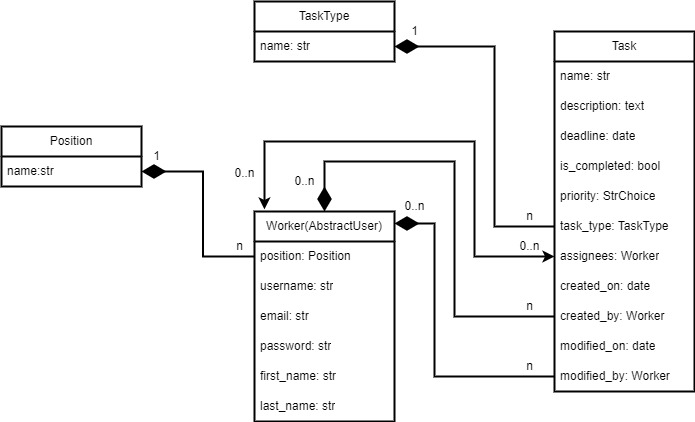 TaskType
name: str
1
Task
name: str
description: text
deadline: date
is_completed: bool
priority: StrChoice
task_type: TaskType
assignees: Worker
created_on: date
created_by: Worker
modified_on: date
modified_by: Worker
n
0..n
n
n
Position
name:str
1
n
0..n
0..n
0..n
Worker(AbstractUser)
position: Position
username: str
email: str
password: str
first_name: str
last_name: str